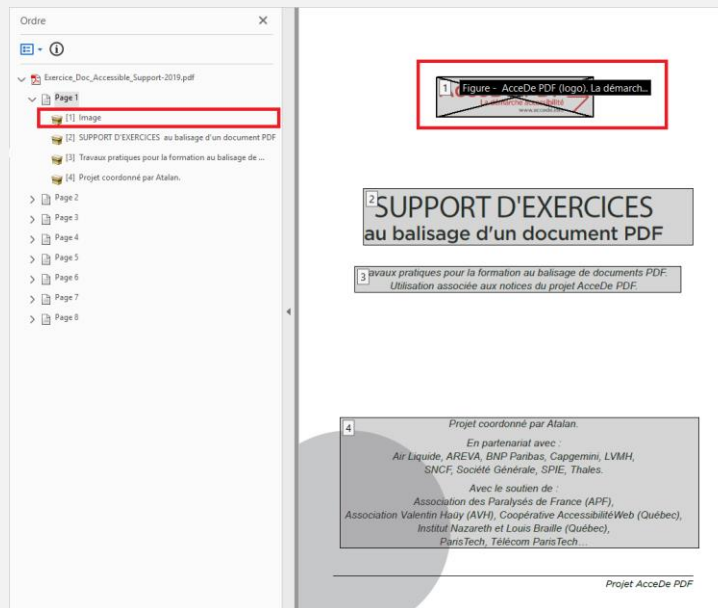 Ordre
Exercice_Doc_Accessible_Support-2019.pdf
Page 1
[1] Image
[2] SUPPORT D'EXERCICES au balisage d'un document PDF
[3] Travaux pratiques pour la formation au balisage de ...
[4] Projet coordonné par Atalan.
Page 2
Page 3
Page 4
Page 5
Page 6
Page 7
Page 8
1 Figure - AcceDe PDF (logo). La démarch...
La démarche accessibilité
2
SUPPORT D'EXERCICES
au balisage d'un document PDF
3
avaux pratiques pour la formation au balisage de documents PDF.
Utilisation associée aux notices du projet AcceDe PDF.
4
Projet coordonné par Atalan.
En partenariat avec :
Air Liquide, AREVA, BNP Paribas, Capgemini, LVMH,
SNCF, Société Générale, SPIE, Thales.
Avec le soutien de :
Association des Paralysés de France (APF),
Association Valentin Haüy (AVH), Coopérative AccessibilitéWeb (Québec),
Institut Nazareth et Louis Braille (Québec),
ParisTech, Télécom ParisTech…
Projet AcceDe PDF